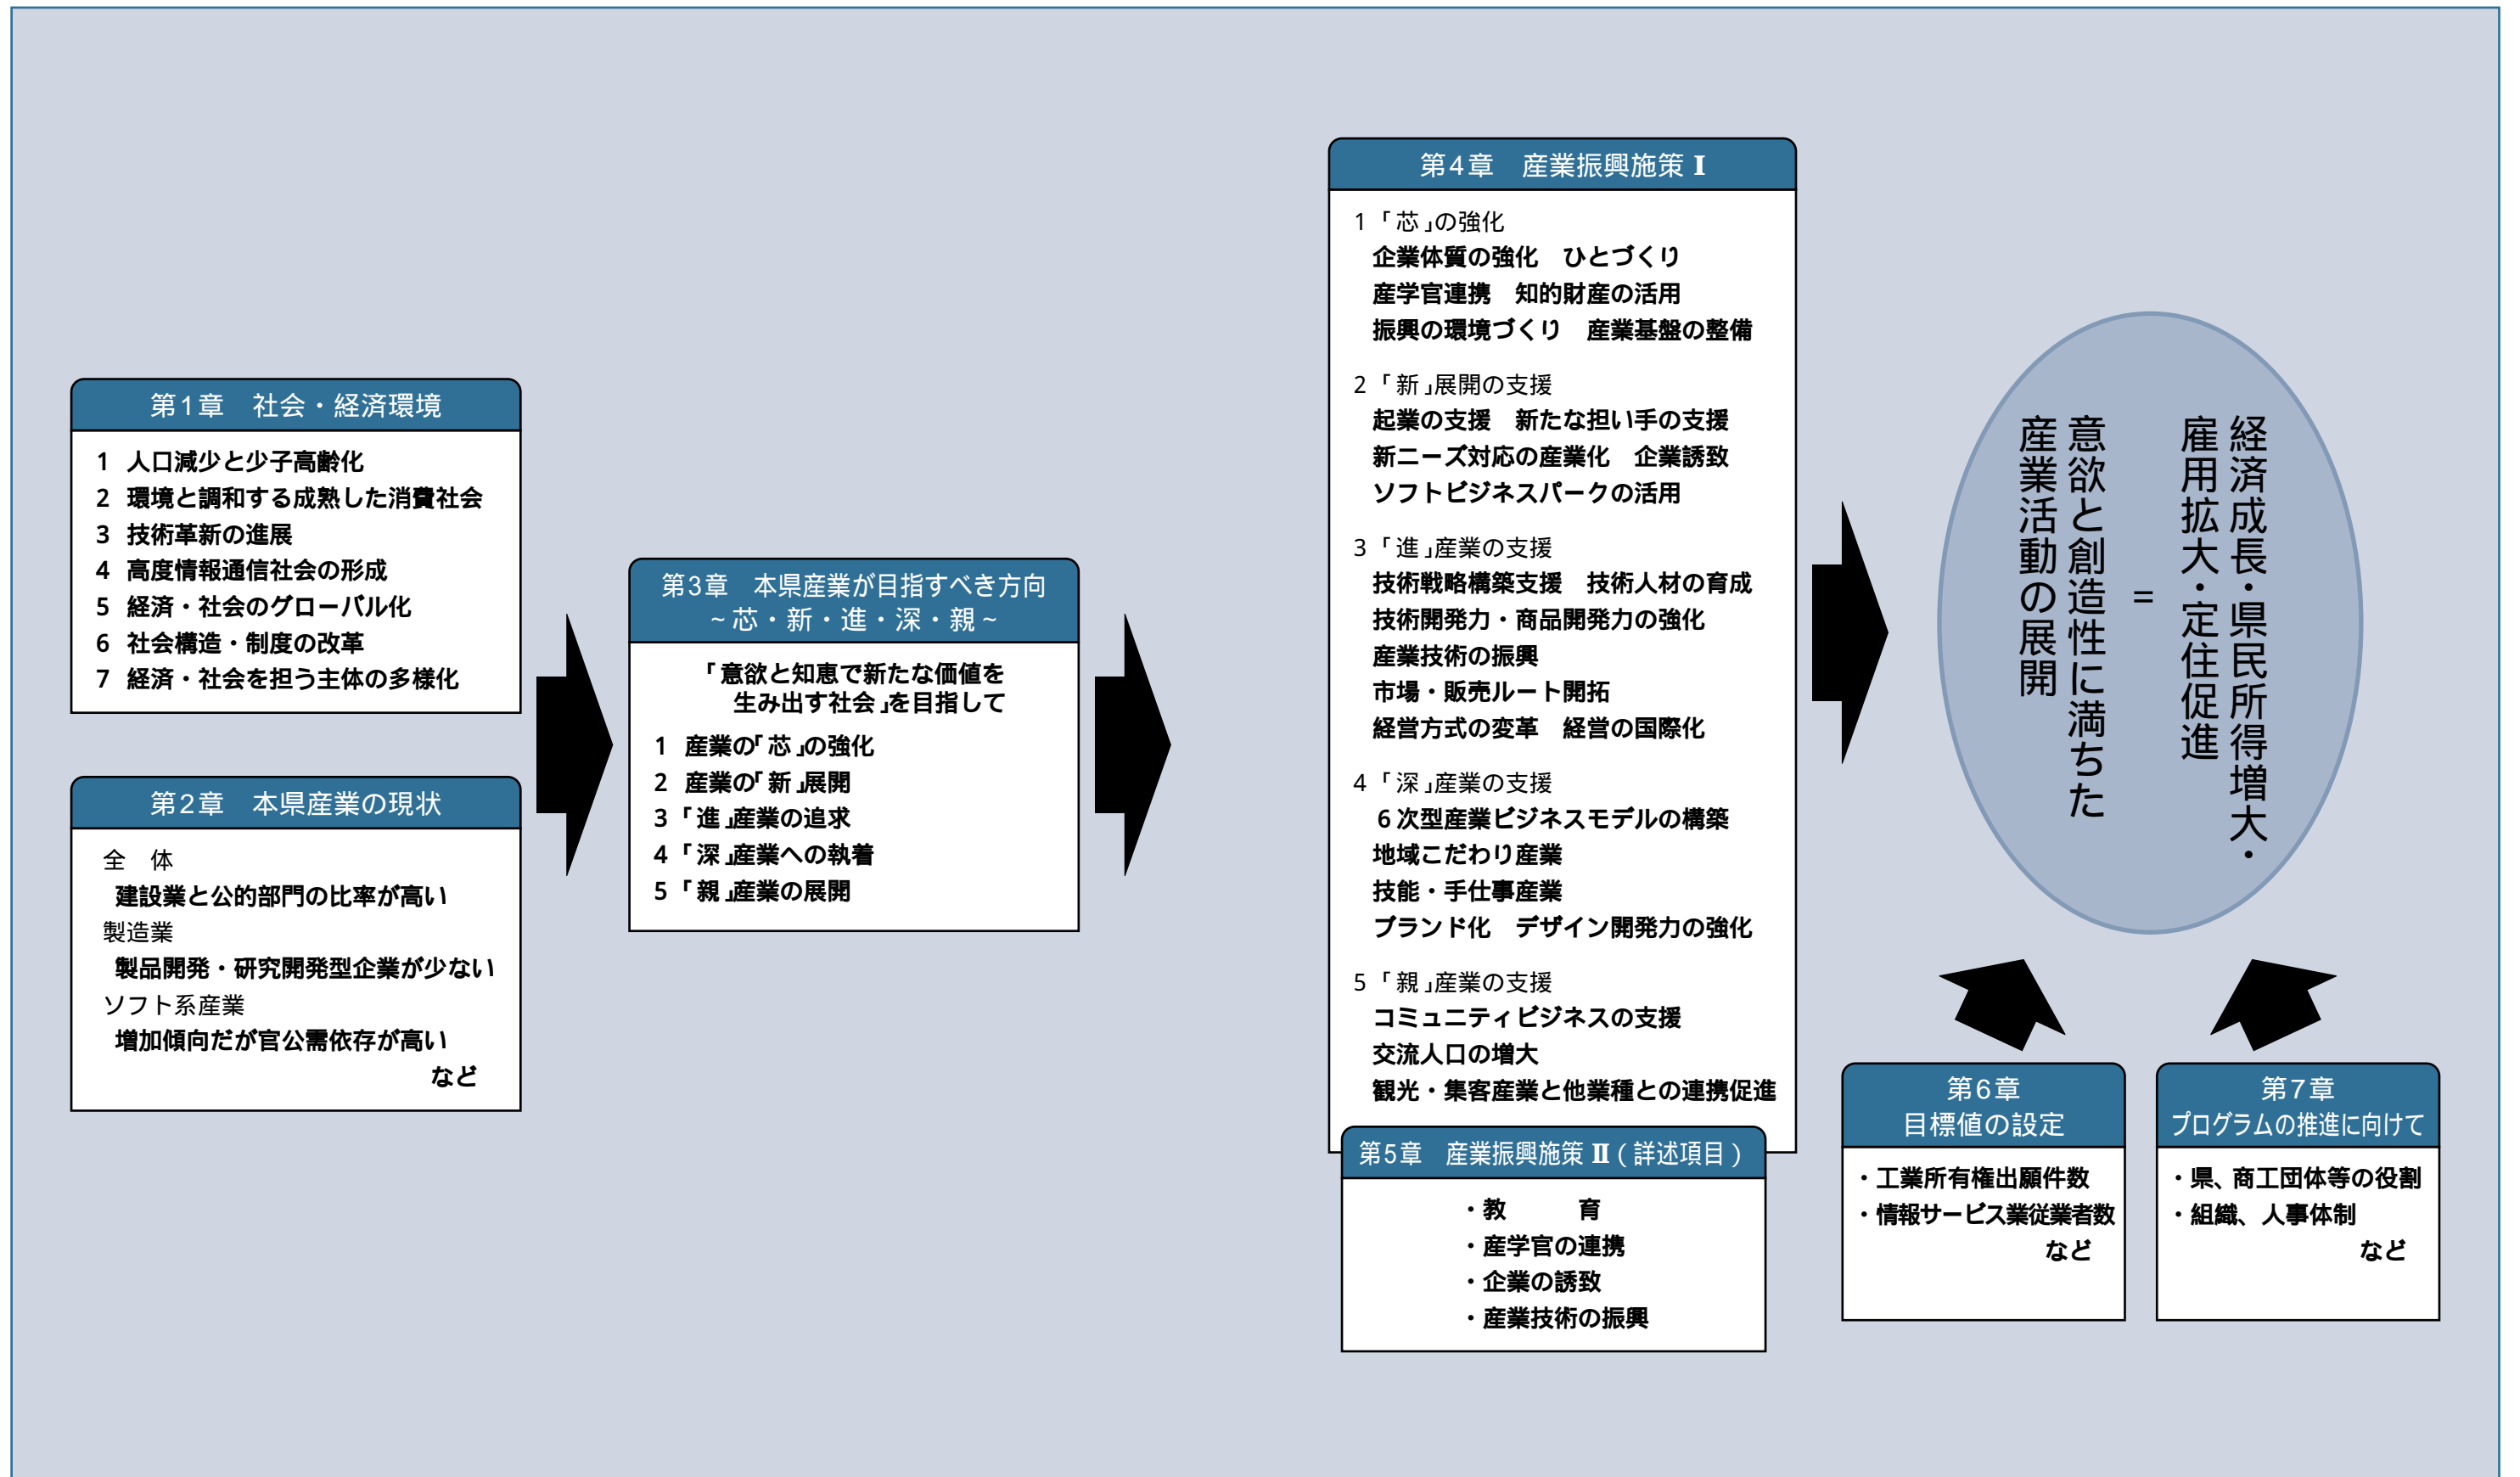 第1章　社会・経済環境
1 人口減少と少子高齢化
2 環境と調和する成熟した消費社会
3 技術革新の進展
4 高度情報通信社会の形成
5 経済・社会のグローバル化
6 社会構造・制度の改革
7 経済・社会を担う主体の多様化
第2章　本県産業の現状
全　体
建設業と公的部門の比率が高い
製造業
製品開発・研究開発型企業が少ない
ソフト系産業
増加傾向だが官公需依存が高い
など
第3章　本県産業が目指すべき方向
~芯・新・進・深・親~
「意欲と知恵で新たな価値を
生み出す社会」を目指して
1 産業の「芯」の強化
2 産業の「新」展開
3「進」産業の追求
4「深」産業への執着
5「親」産業の展開
第4章　産業振興施策 I
1「芯」の強化
企業体質の強化　ひとづくり
産学官連携　知的財産の活用
振興の環境づくり　産業基盤の整備
2「新」展開の支援
起業の支援　新たな担い手の支援
新ニーズ対応の産業化　企業誘致
ソフトビジネスパークの活用
3「進」産業の支援
技術戦略構築支援　技術人材の育成
技術開発力・商品開発力の強化
産業技術の振興
市場・販売ルート開拓
経営方式の変革　経営の国際化
4「深」産業の支援
６次型産業ビジネスモデルの構築
地域こだわり産業
技能・手仕事産業
ブランド化　デザイン開発力の強化
5「親」産業の支援
コミュニティビジネスの支援
交流人口の増大
観光・集客産業と他業種との連携促進
第5章　産業振興施策 II（詳述項目）
・教　　　育
・産学官の連携
・企業の誘致
・産業技術の振興
経済成長・県民所得増大・
雇用拡大・定住促進
=
意欲と創造性に満ちた
産業活動の展開
第6章
目標値の設定
・工業所有権出願件数
・情報サービス業従業者数
など
第7章
プログラムの推進に向けて
・県、商工団体等の役割
・組織、人事体制
など